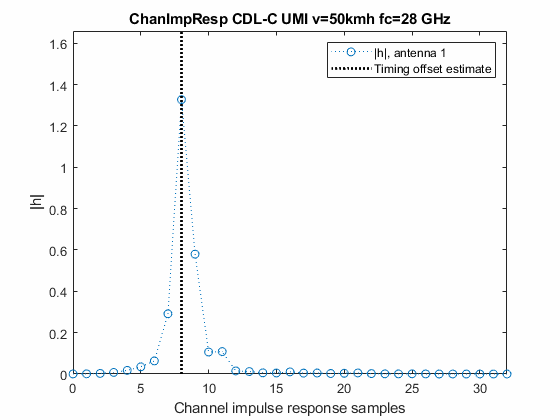 ChanImpResp CDL-C UMI v=50kmh fc=28 GHz
|h|, antenna 1
Timing offset estimate
1.6
1.4
1.2
1
0.8
0.6
0.4
0.2
0
|h|
0 5 10 15 20 25 30
Channel impulse response samples